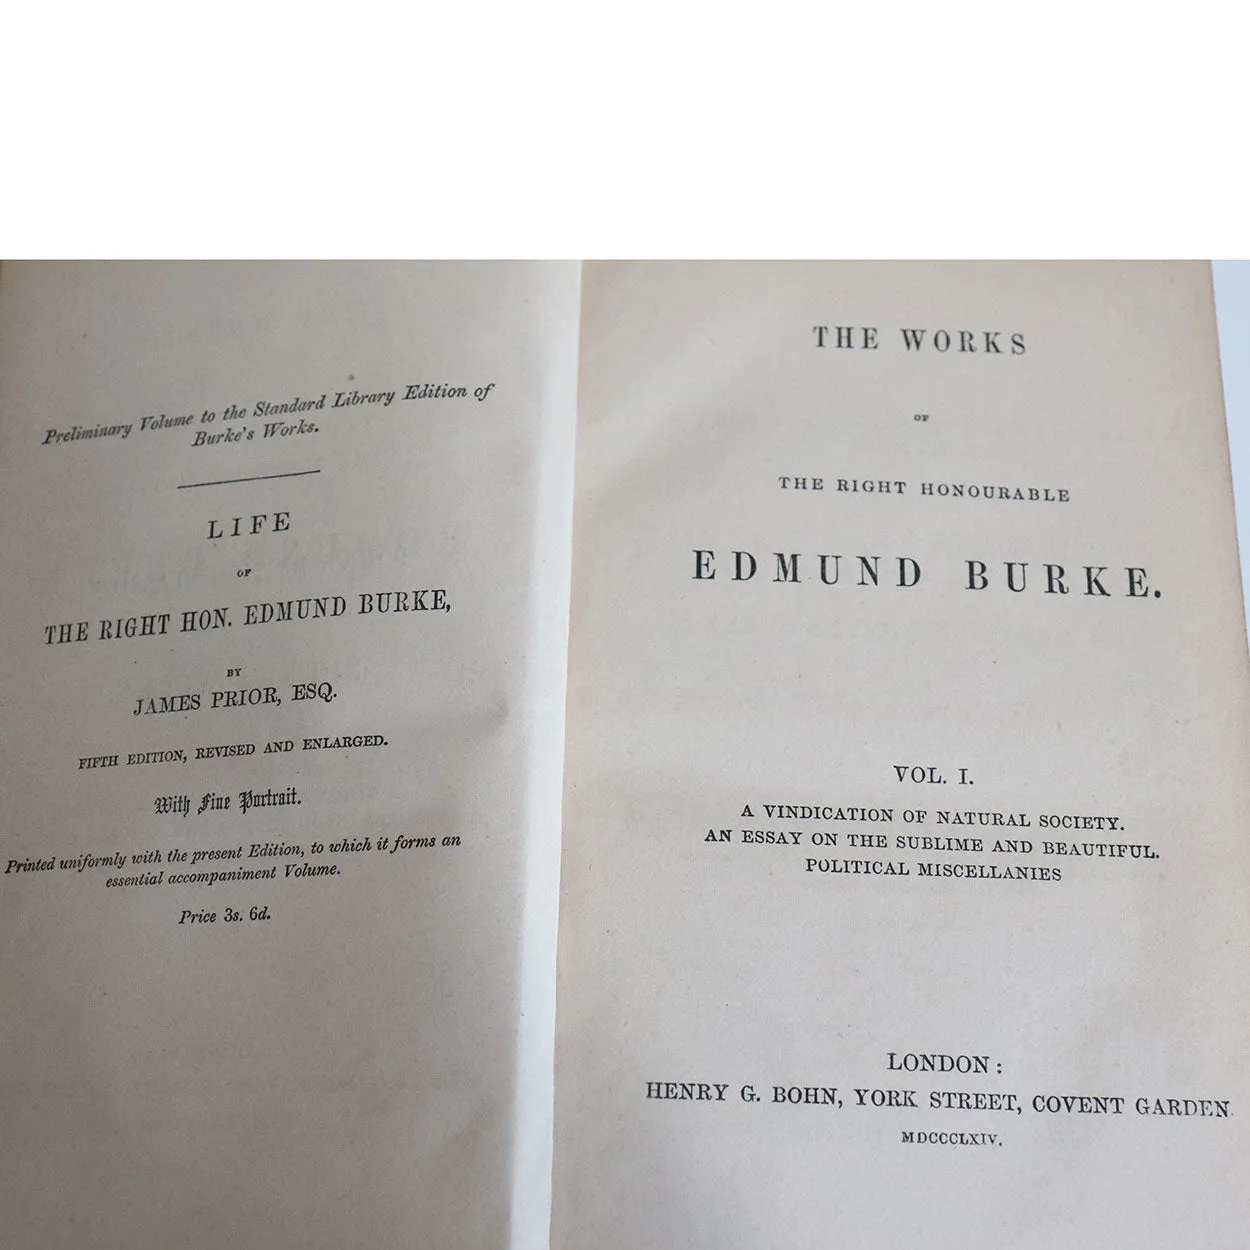 Preliminary Volume to the Standard Library Edition of
Burke's Works.
LIFE
OF
THE RIGHT HON. EDMUND BURKE,
BY
JAMES PRIOR, ESQ.
FIFTH EDITION, REVISED AND ENLARGED.
With Fine Portrait.
Printed uniformly with the present Edition, to which it forms an
essential accompaniment Volume.
Price 3s. 6d.
THE WORKS
OF
THE RIGHT HONOURABLE
EDMUND BURKE.
VOL. I.
A VINDICATION OF NATURAL SOCIETY.
AN ESSAY ON THE SUBLIME AND BEAUTIFUL.
POLITICAL MISCELLANIES
LONDON:
HENRY G. BOHN, YORK STREET, COVENT GARDEN.
MDCCCLXIV.